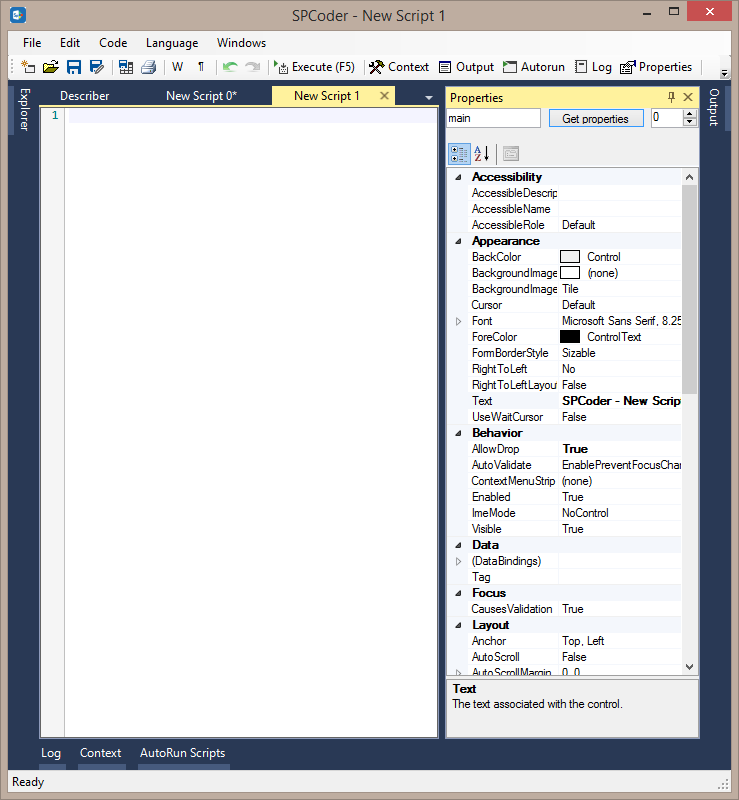 SPCoder - New Script 1
File Edit Code Language Windows
W ¶ Execute (F5) Context Output Autorun Log Properties
Explorer
Describer New Script 0* New Script 1
1
Properties
main Get properties 0
Output
Accessibility
AccessibleDescrip
AccessibleName
AccessibleRole Default
Appearance
BackColor Control
BackgroundImage (none)
BackgroundImage Tile
Cursor Default
Font Microsoft Sans Serif, 8.25
ForeColor ControlText
FormBorderStyle Sizable
RightToLeft No
RightToLeftLayou False
Text SPCoder - New Script
UseWaitCursor False
Behavior
AllowDrop True
AutoValidate EnablePreventFocusChan
ContextMenuStrip (none)
Enabled True
ImeMode NoControl
Visible True
Data
(DataBindings)
Tag
Focus
CausesValidation True
Layout
Anchor Top, Left
AutoScroll False
AutoScrollMargin 0, 0
Text
The text associated with the control.
Log Context AutoRun Scripts
Ready